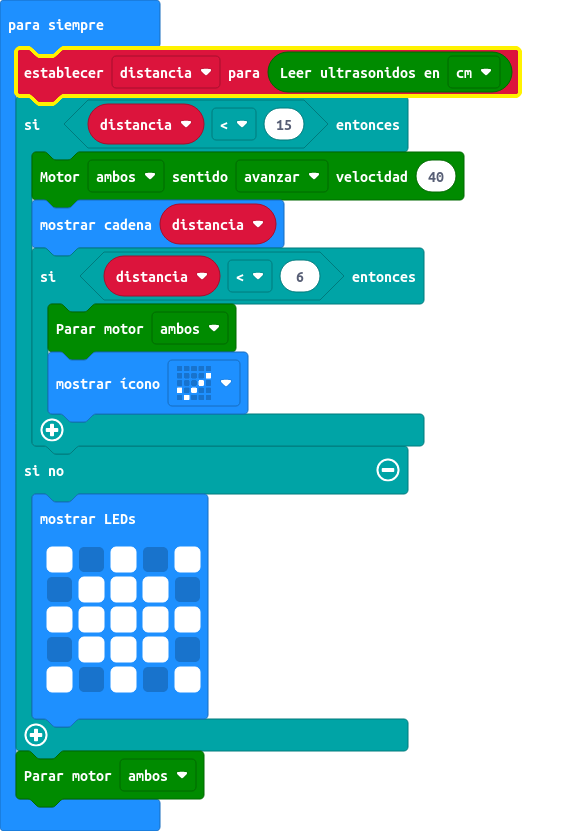 para siempre
establecer distancia para Leer ultrasonidos en cm
si distancia < 15 entonces
Motor ambos sentido avanzar velocidad 40
mostrar cadena distancia
si distancia < 6 entonces
Parar motor ambos
mostrar ícono
si no
mostrar LEDs
Parar motor ambos